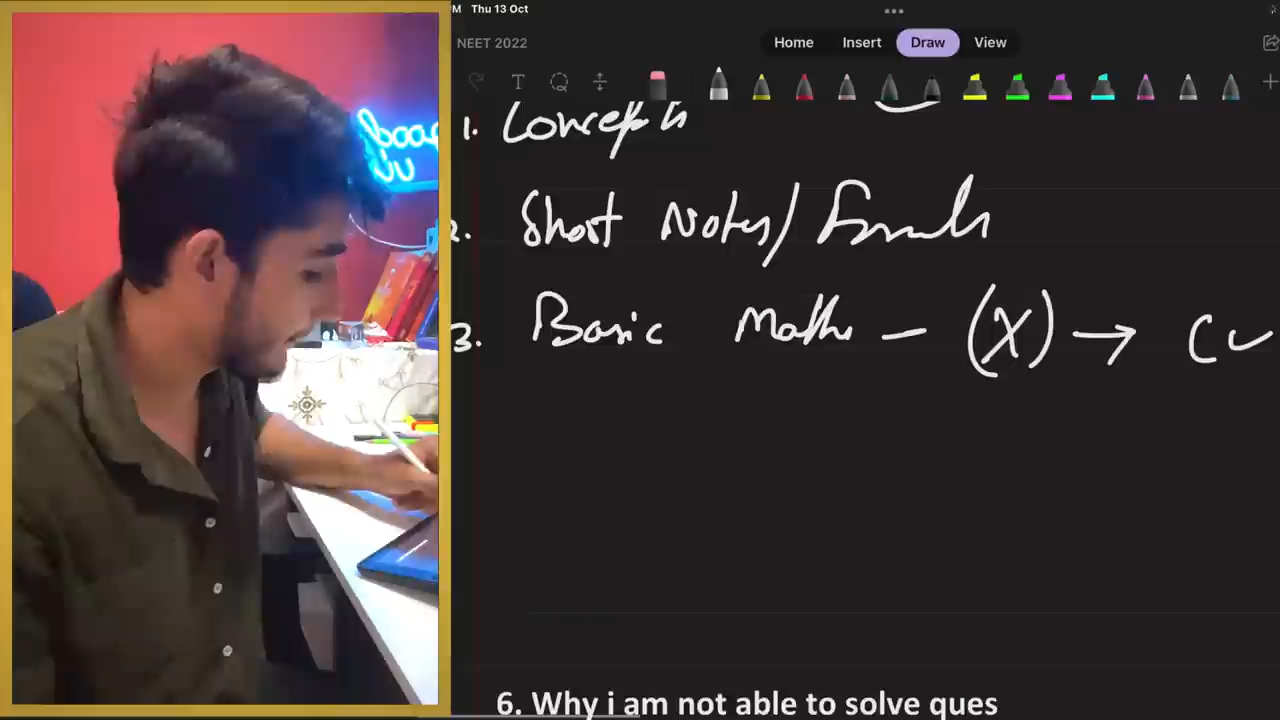 M Thu 13 Oct
NEET 2022
Home Insert Draw View
T
good
1. Concepts
2. Short Notes/
3. Basic Maths – (X) →
6. Why i am not able to solve ques